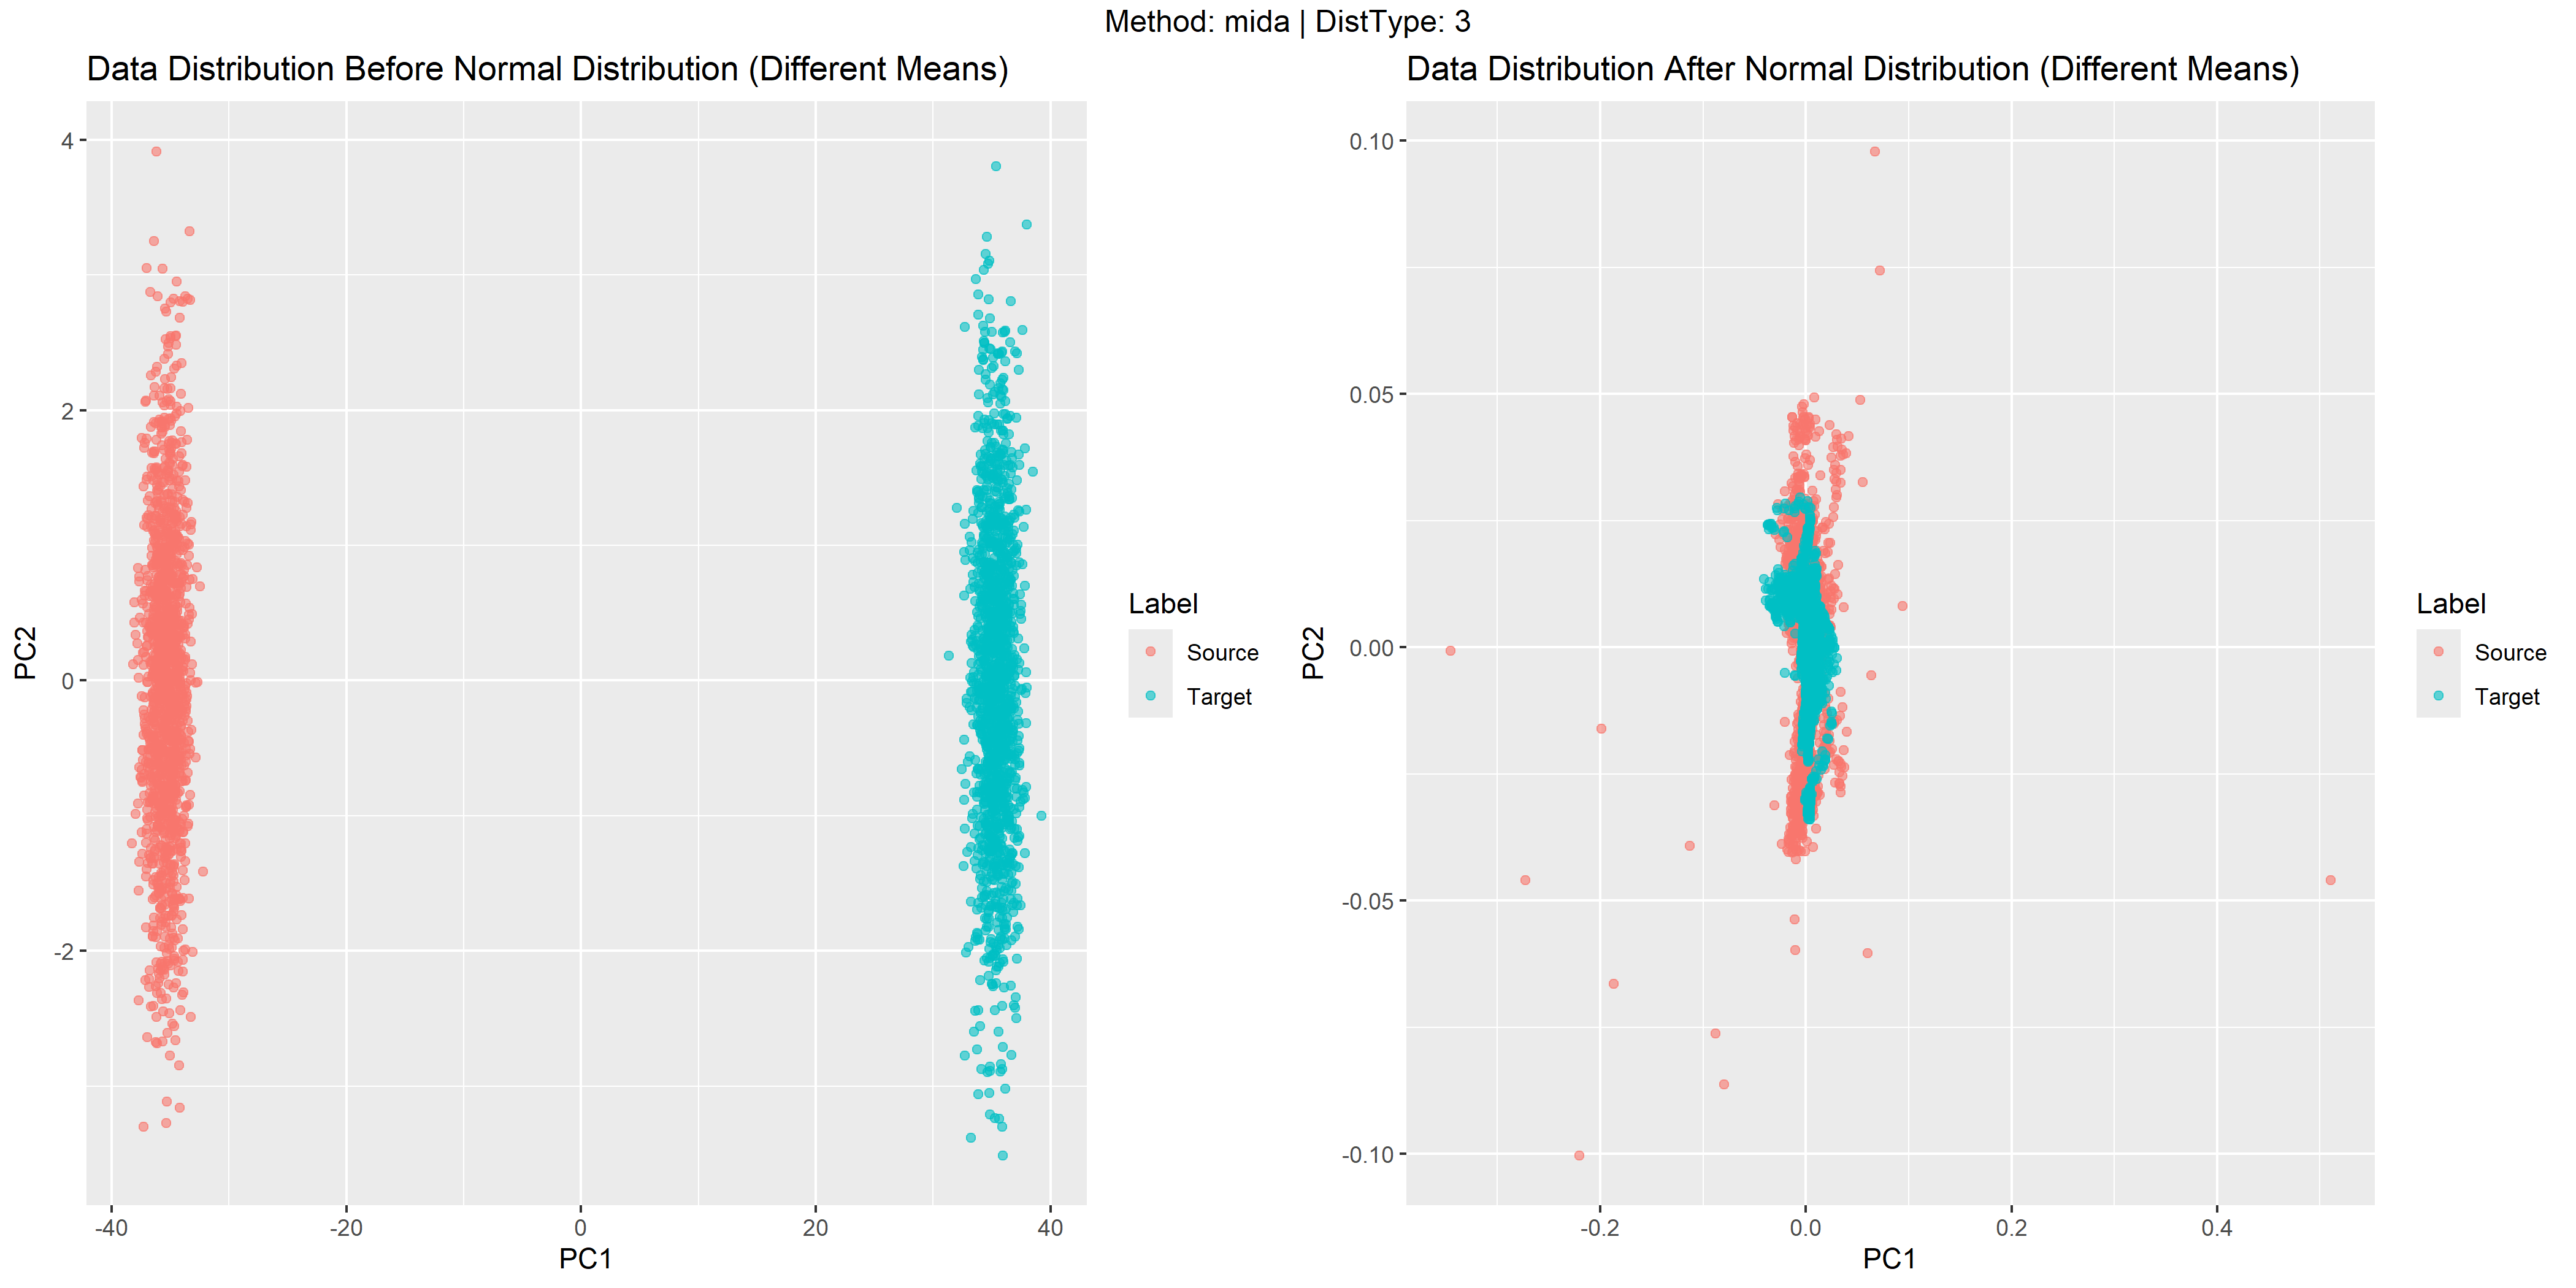 Method: mida | DistType: 3
Data Distribution Before Normal Distribution (Different Means)
4
2
0
-2
PC2
-40
-20
0
20
40
PC1
Label
Source
Target
Data Distribution After Normal Distribution (Different Means)
0.10
0.05
0.00
-0.05
-0.10
PC2
-0.2
0.0
0.2
0.4
PC1
Label
Source
Target